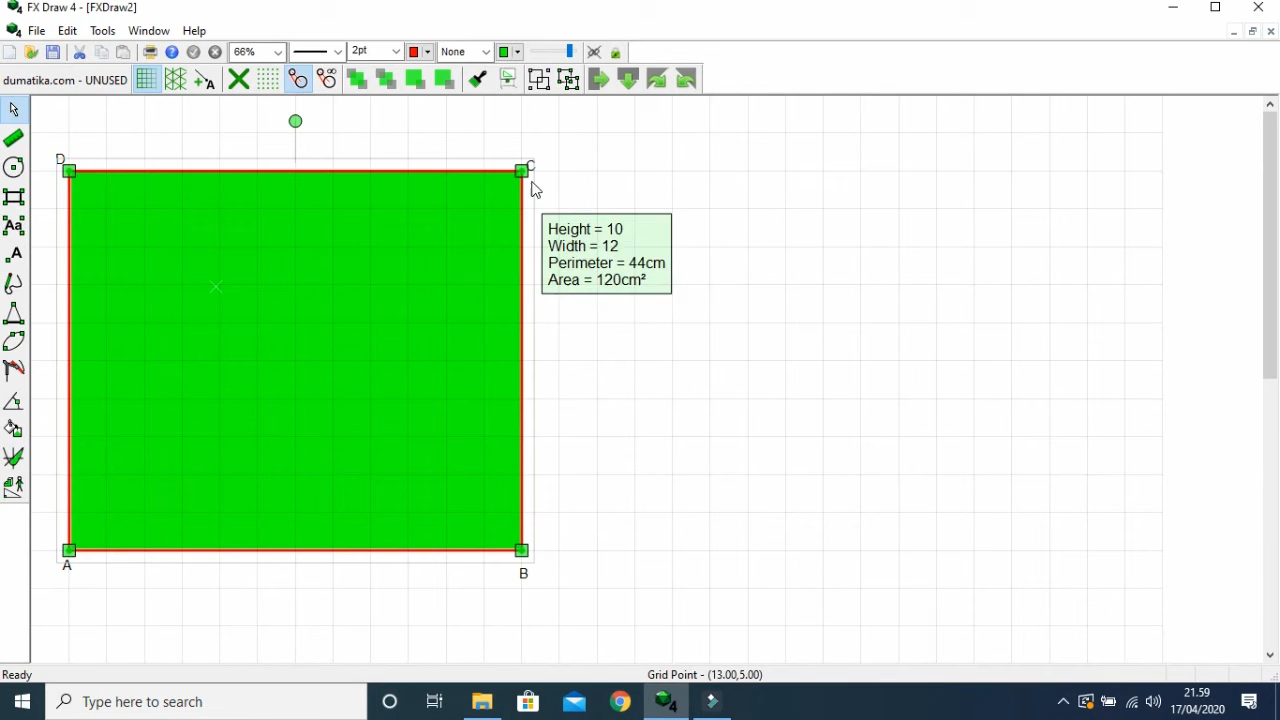 FX Draw 4 - [FXDraw2]
File Edit Tools Window Help
66% 2pt None
dumatika.com - UNUSED
D
C
Height = 10
Width = 12
Perimeter = 44cm
Area = 120cm²
A
B
Ready Grid Point - (13.00,5.00)
Type here to search
21.59
17/04/2020